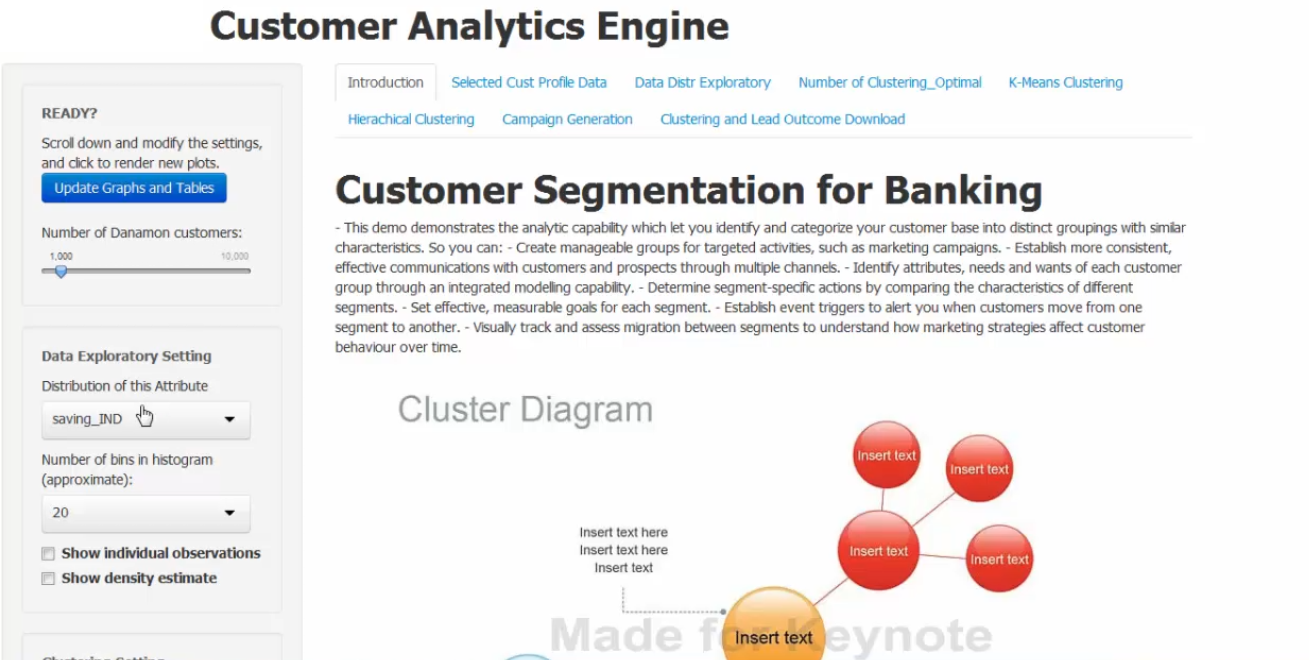 Customer Analytics Engine
READY?
Scroll down and modify the settings,
and click to render new plots.
Update Graphs and Tables
Number of Danamon customers:
1,000 10,000
Data Exploratory Setting
Distribution of this Attribute
saving_IND
Number of bins in histogram
(approximate):
20
Show individual observations
Show density estimate
Clustering Setting
Introduction Selected Cust Profile Data Data Distr Exploratory Number of Clustering_Optimal K-Means Clustering
Hierachical Clustering Campaign Generation Clustering and Lead Outcome Download
Customer Segmentation for Banking
- This demo demonstrates the analytic capability which let you identify and categorize your customer base into distinct groupings with similar
characteristics. So you can: - Create manageable groups for targeted activities, such as marketing campaigns. - Establish more consistent,
effective communications with customers and prospects through multiple channels. - Identify attributes, needs and wants of each customer
group through an integrated modelling capability. - Determine segment-specific actions by comparing the characteristics of different
segments. - Set effective, measurable goals for each segment. - Establish event triggers to alert you when customers move from one
segment to another. - Visually track and assess migration between segments to understand how marketing strategies affect customer
behaviour over time.
Cluster Diagram
Insert text
Insert text
Insert text here
Insert text here
Insert text
Insert text
Insert text
Insert text
Made for Keynote